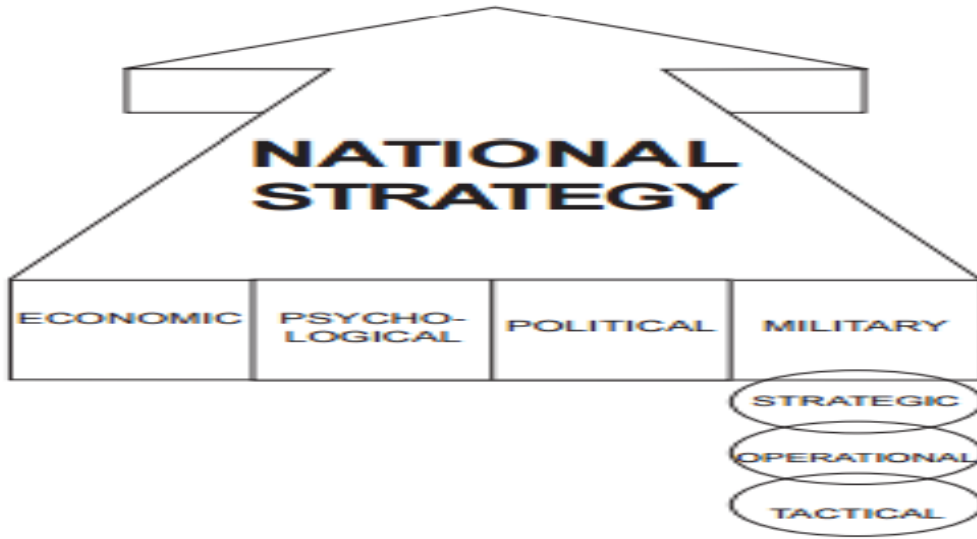 NATIONAL
STRATEGY
ECONOMIC
PSYCHO-
LOGICAL
POLITICAL
MILITARY
STRATEGIC
OPERATIONAL
TACTICAL